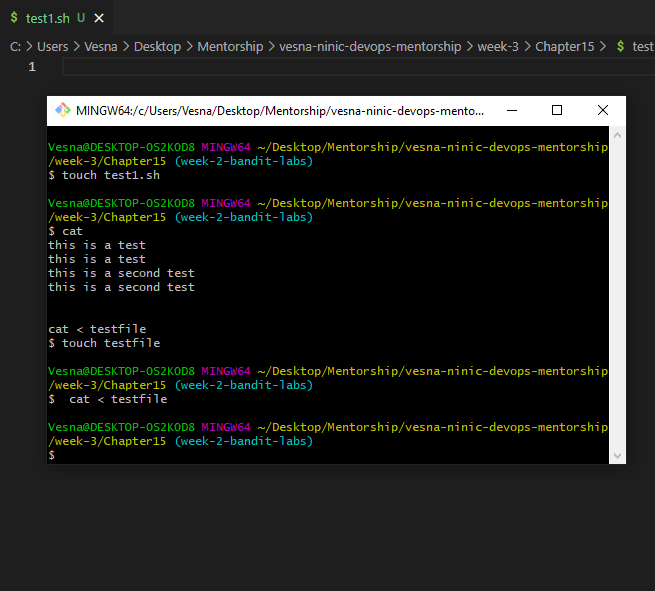 $ test1.sh U ×
C: > Users > Vesna > Desktop > Mentorship > vesna-ninic-devops-mentorship > week-3 > Chapter15 > $ test
1
MINGW64:/c/Users/Vesna/Desktop/Mentorship/vesna-ninic-devops-mento...
Vesna@DESKTOP-OS2KOD8 MINGW64 ~/Desktop/Mentorship/vesna-ninic-devops-mentorship
/week-3/Chapter15 (week-2-bandit-labs)
$ touch test1.sh
Vesna@DESKTOP-OS2KOD8 MINGW64 ~/Desktop/Mentorship/vesna-ninic-devops-mentorship
/week-3/Chapter15 (week-2-bandit-labs)
$ cat
this is a test
this is a test
this is a second test
this is a second test
cat < testfile
$ touch testfile
Vesna@DESKTOP-OS2KOD8 MINGW64 ~/Desktop/Mentorship/vesna-ninic-devops-mentorship
/week-3/Chapter15 (week-2-bandit-labs)
$  cat < testfile
Vesna@DESKTOP-OS2KOD8 MINGW64 ~/Desktop/Mentorship/vesna-ninic-devops-mentorship
/week-3/Chapter15 (week-2-bandit-labs)
$